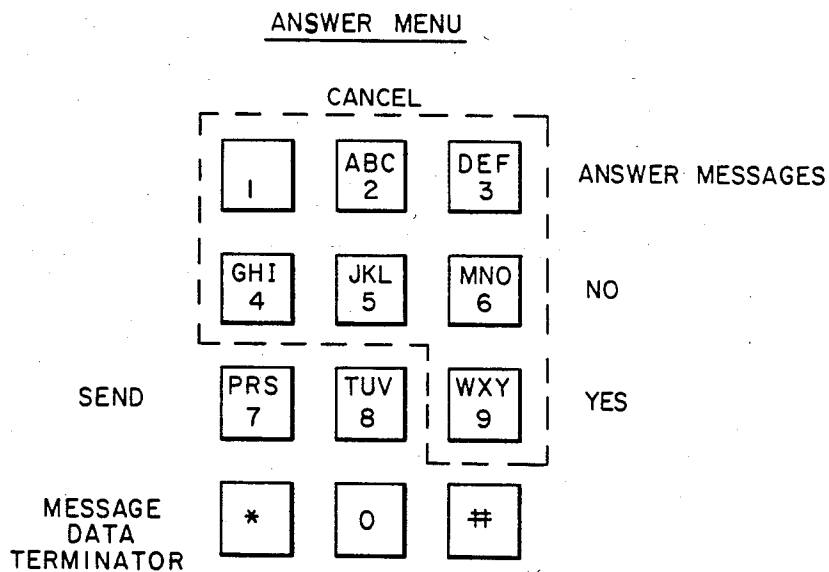 ANSWER MENU
CANCEL
1
ABC
2
DEF
3
ANSWER MESSAGES
GHI
4
JKL
5
MNO
6
NO
SEND
PRS
7
TUV
8
WXY
9
YES
MESSAGE
DATA
TERMINATOR
*
0
#